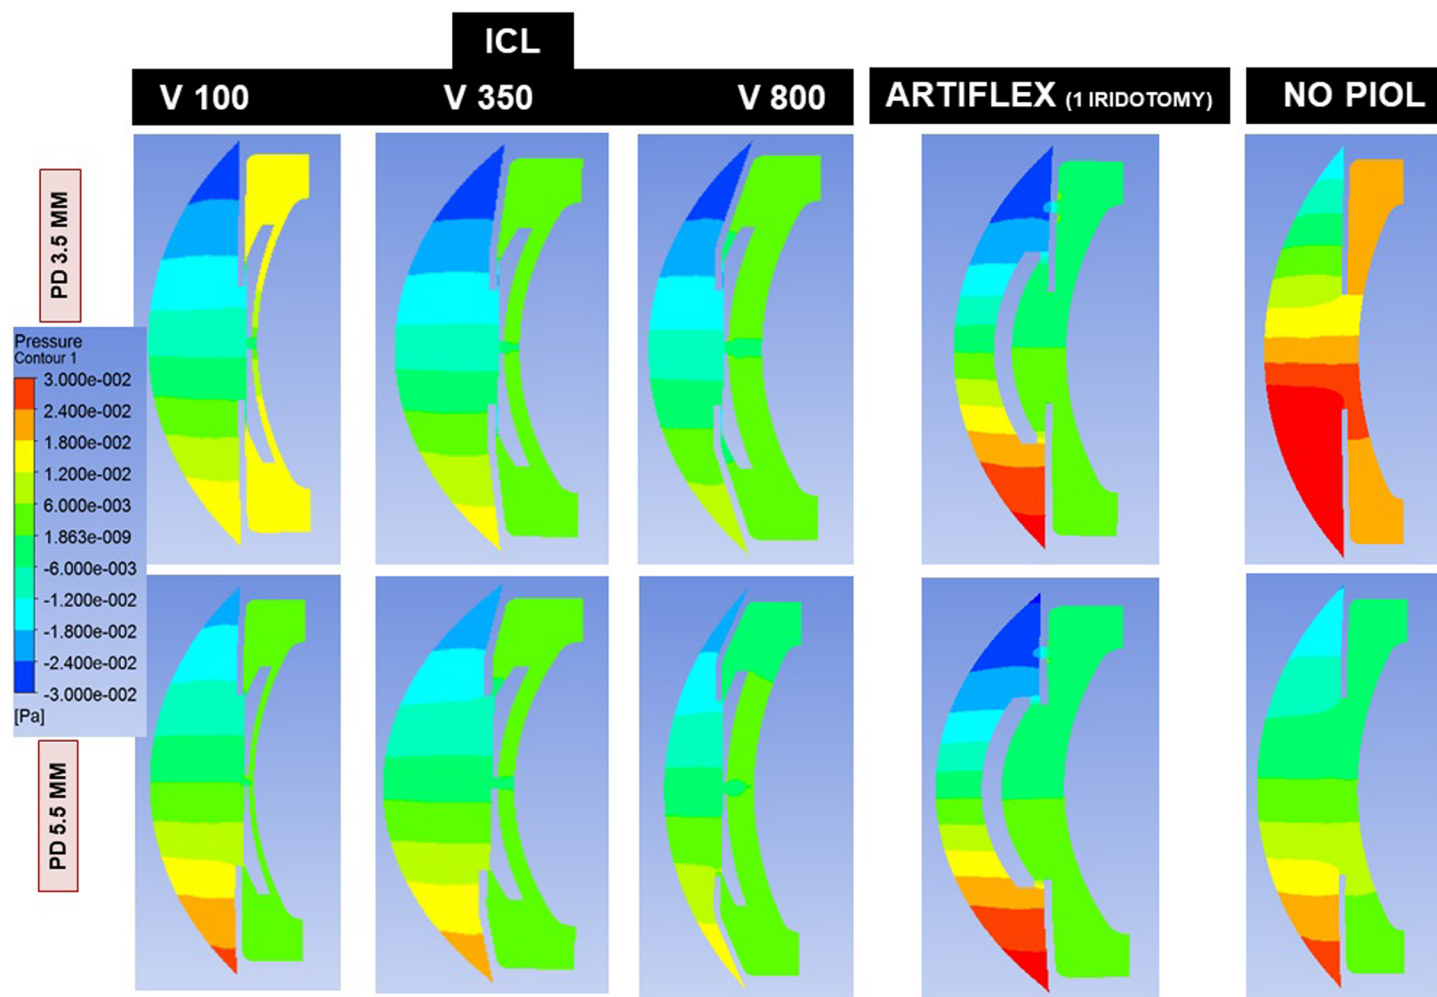 ICL
V 100 V 350 V 800 ARTIFLEX (1 IRIDOTOMY) NO PIOL
PD 3.5 MM
Pressure
Contour 1
3.000e-002
2.400e-002
1.800e-002
1.200e-002
6.000e-003
1.863e-009
-6.000e-003
-1.200e-002
-1.800e-002
-2.400e-002
-3.000e-002
[Pa]
PD 5.5 MM